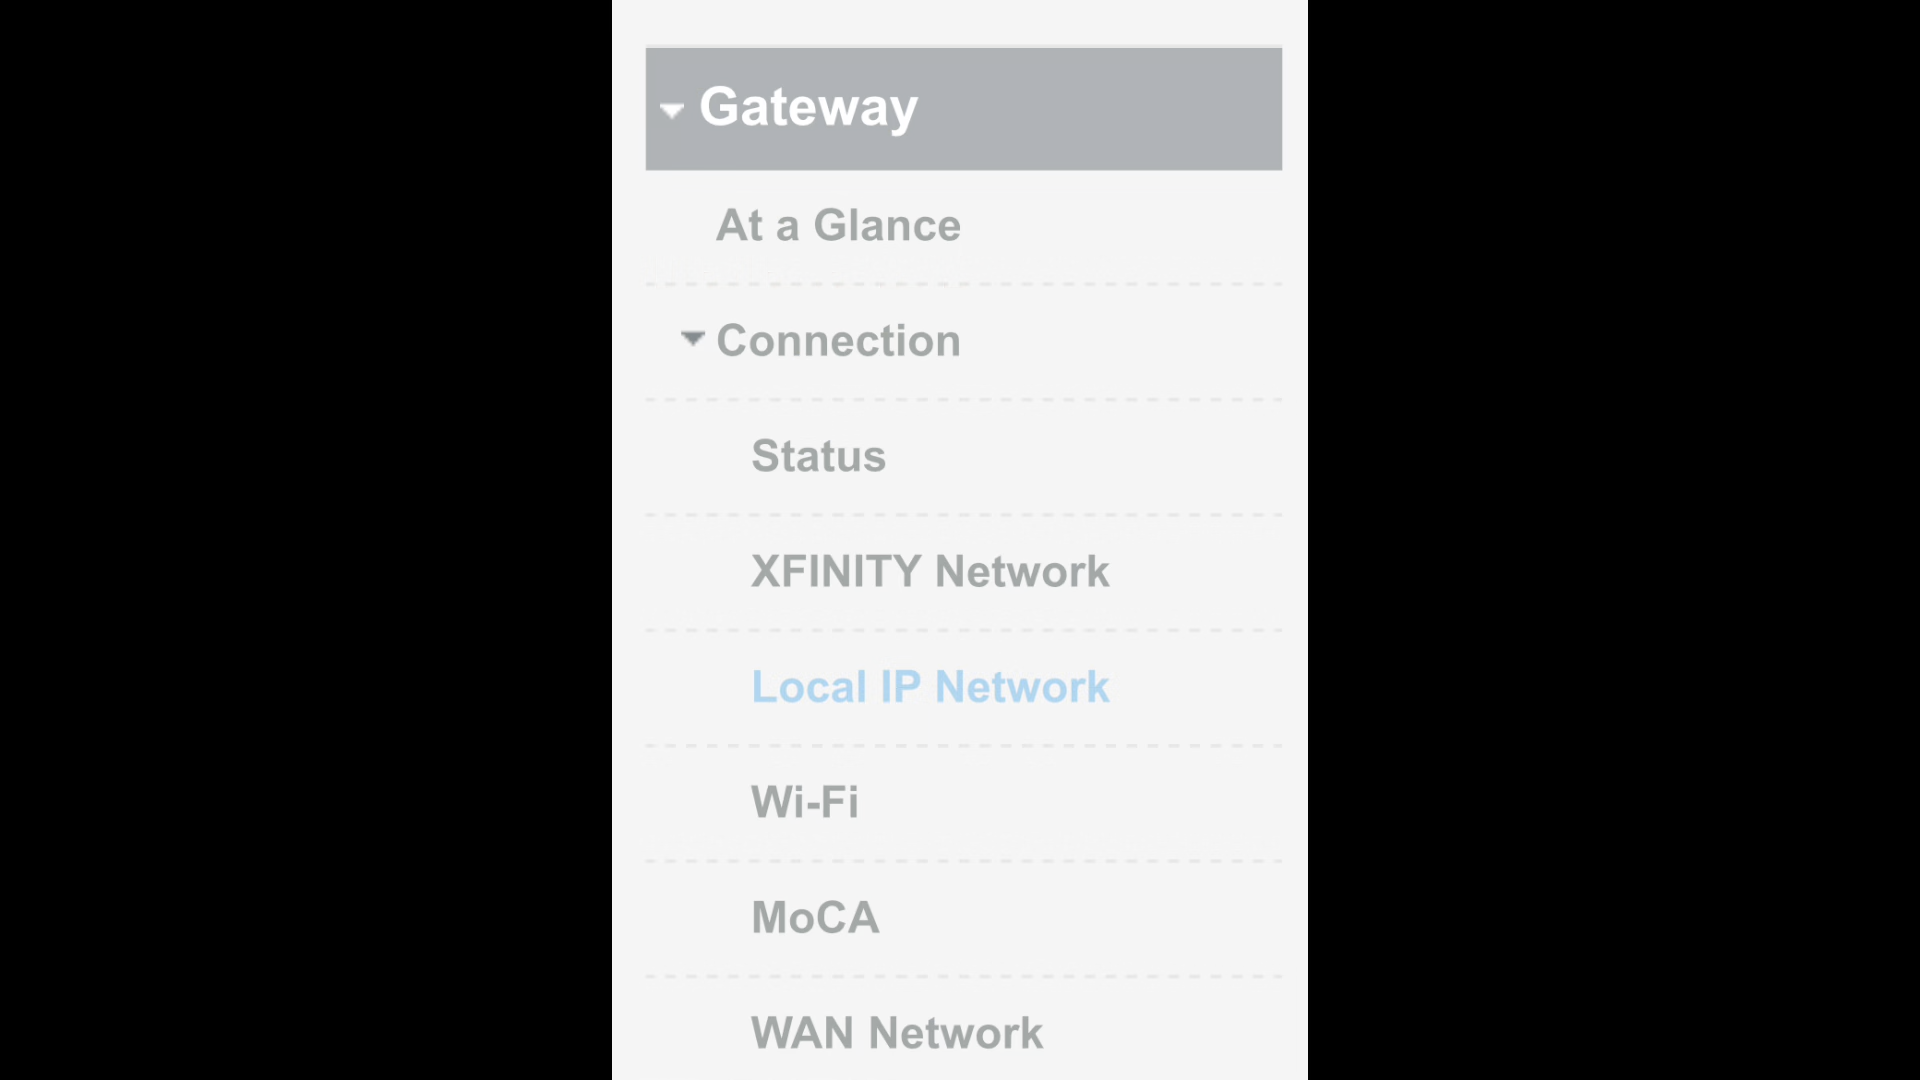 Gateway
At a Glance
Connection
Status
XFINITY Network
Local IP Network
Wi-Fi
MoCA
WAN Network